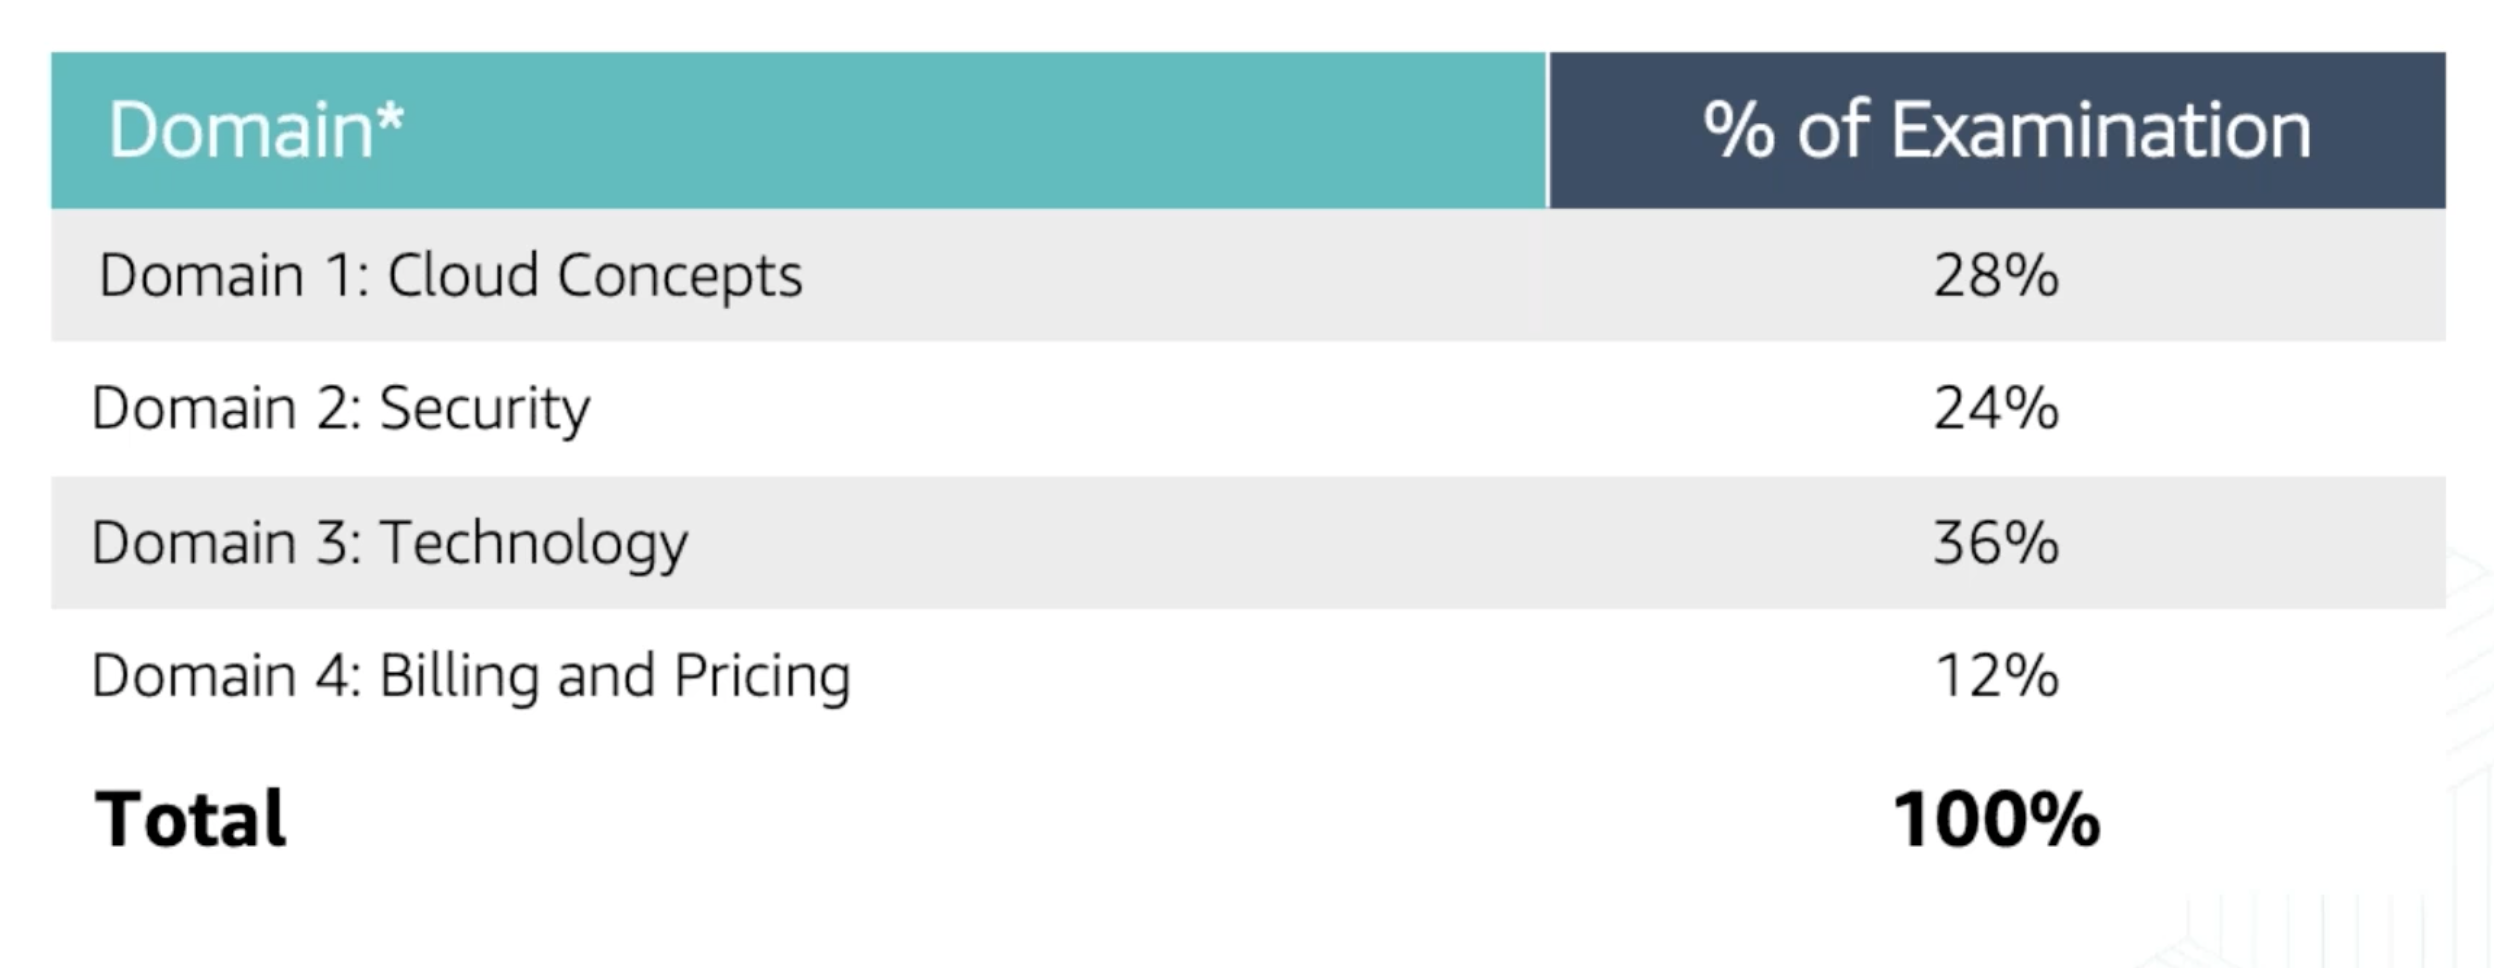 Domain* % of Examination
Domain 1: Cloud Concepts 28%
Domain 2: Security 24%
Domain 3: Technology 36%
Domain 4: Billing and Pricing 12%
Total 100%